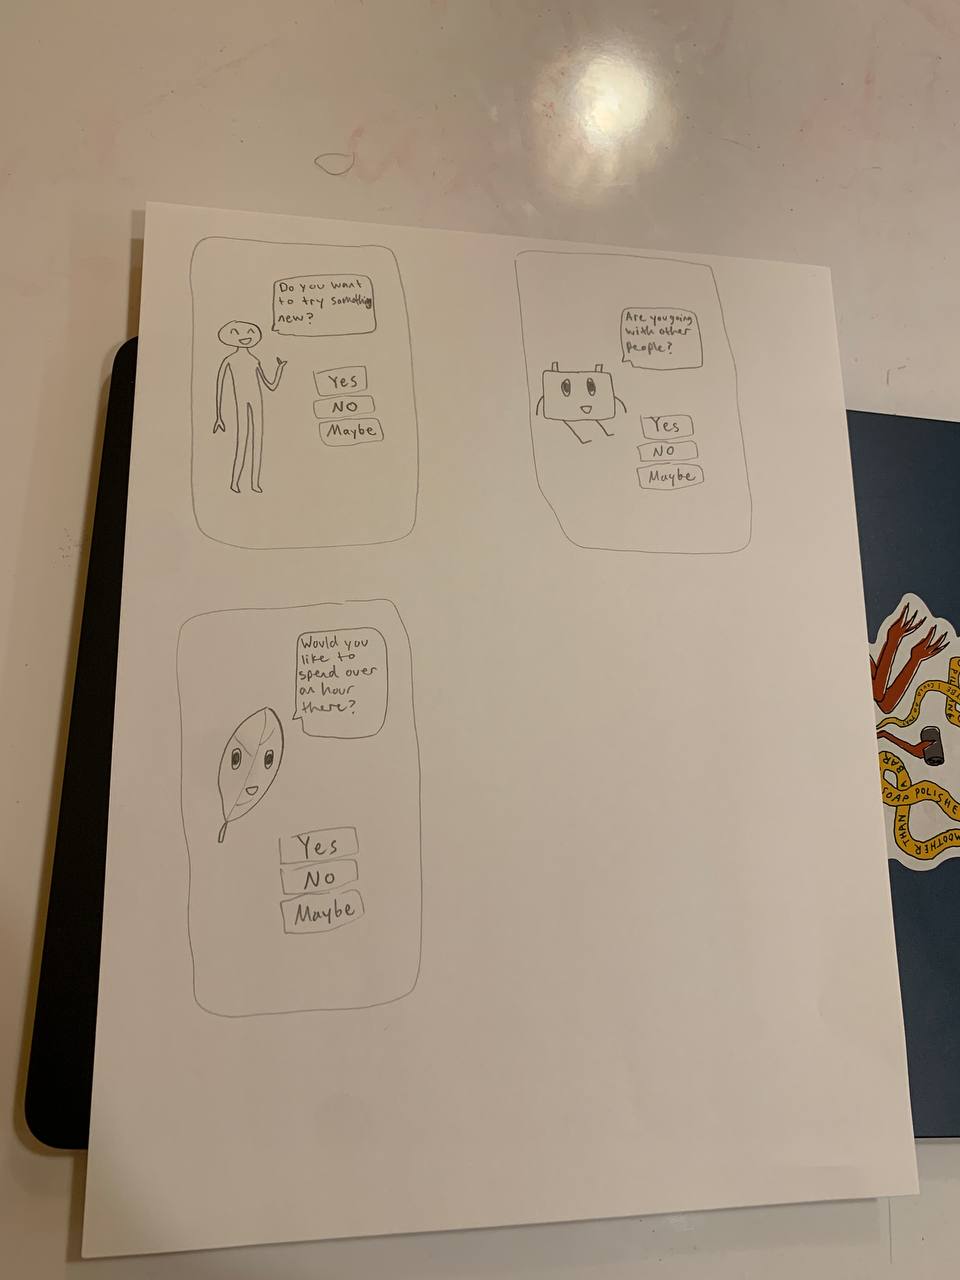 Do you want
to try something
new?
Yes
NO
Maybe
Are you going
with other
people?
Yes
NO
Maybe
Would you
like to
spend over
an hour
there?
Yes
No
Maybe
BAR
SOAP POLISHE
THAN